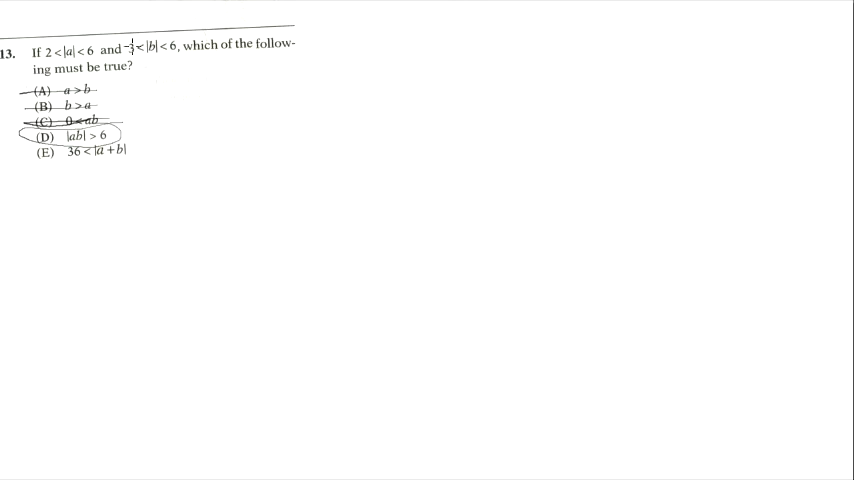 13. If 2 < |a| < 6 and 3 < |b| < 6, which of the follow-
ing must be true?
(A) a > b
(B) b > a
(C) 0 < ab
(D) |ab| > 6
(E) 36 < |a + b|